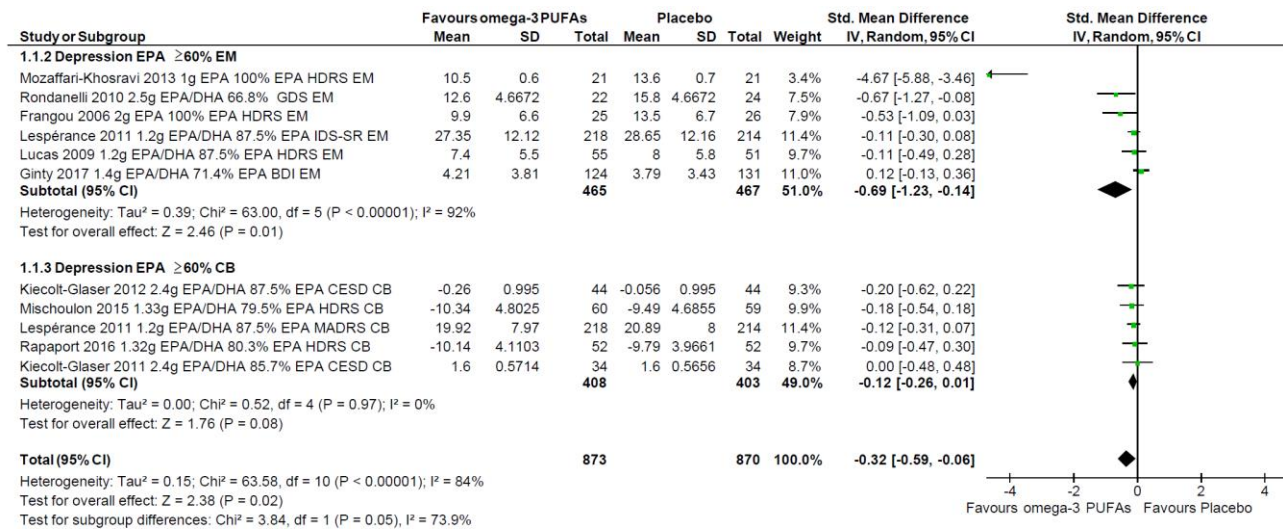 Favours omega-3 PUFAs Placebo Std. Mean Difference Std. Mean Difference
Study or Subgroup Mean SD Total Mean SD Total Weight IV, Random, 95% CI IV, Random, 95% CI
1.1.2 Depression EPA ≥60% EM
Mozaffari-Khosravi 2013 1g EPA 100% EPA HDRS EM 10.5 0.6 21 13.6 0.7 21 3.4% -4.67 [-5.88, -3.46]
Rondanelli 2010 2.5g EPA/DHA 66.8% GDS EM 12.6 4.6672 22 15.8 4.6672 24 7.5% -0.67 [-1.27, -0.08]
Frangou 2006 2g EPA 100% EPA HDRS EM 9.9 6.6 25 13.5 6.7 26 7.9% -0.53 [-1.09, 0.03]
Lespérance 2011 1.2g EPA/DHA 87.5% EPA IDS-SR EM 27.35 12.12 218 28.65 12.16 214 11.4% -0.11 [-0.30, 0.08]
Lucas 2009 1.2g EPA/DHA 87.5% EPA HDRS EM 7.4 5.5 55 8 5.8 51 9.7% -0.11 [-0.49, 0.28]
Ginty 2017 1.4g EPA/DHA 71.4% EPA BDI EM 4.21 3.81 124 3.79 3.43 131 11.0% 0.12 [-0.13, 0.36]
Subtotal (95% CI) 465 467 51.0% -0.69 [-1.23, -0.14]
Heterogeneity: Tau² = 0.39; Chi² = 63.00, df = 5 (P < 0.00001); I² = 92%
Test for overall effect: Z = 2.46 (P = 0.01)
1.1.3 Depression EPA ≥60% CB
Kiecolt-Glaser 2012 2.4g EPA/DHA 87.5% EPA CESD CB -0.26 0.995 44 -0.056 0.995 44 9.3% -0.20 [-0.62, 0.22]
Mischoulon 2015 1.33g EPA/DHA 79.5% EPA HDRS CB -10.34 4.8025 60 -9.49 4.6855 59 9.9% -0.18 [-0.54, 0.18]
Lespérance 2011 1.2g EPA/DHA 87.5% EPA MADRS CB 19.92 7.97 218 20.89 8 214 11.4% -0.12 [-0.31, 0.07]
Rapaport 2016 1.32g EPA/DHA 80.3% EPA HDRS CB -10.14 4.1103 52 -9.79 3.9661 52 9.7% -0.09 [-0.47, 0.30]
Kiecolt-Glaser 2011 2.4g EPA/DHA 85.7% EPA CESD CB 1.6 0.5714 34 1.6 0.5656 34 8.7% 0.00 [-0.48, 0.48]
Subtotal (95% CI) 408 403 49.0% -0.12 [-0.26, 0.01]
Heterogeneity: Tau² = 0.00; Chi² = 0.52, df = 4 (P = 0.97); I² = 0%
Test for overall effect: Z = 1.76 (P = 0.08)
Total (95% CI) 873 870 100.0% -0.32 [-0.59, -0.06]
Heterogeneity: Tau² = 0.15; Chi² = 63.58, df = 10 (P < 0.00001); I² = 84%
Test for overall effect: Z = 2.38 (P = 0.02)
Test for subgroup differences: Chi² = 3.84, df = 1 (P = 0.05), I² = 73.9%
-4 -2 0 2 4
Favours omega-3 PUFAs Favours Placebo